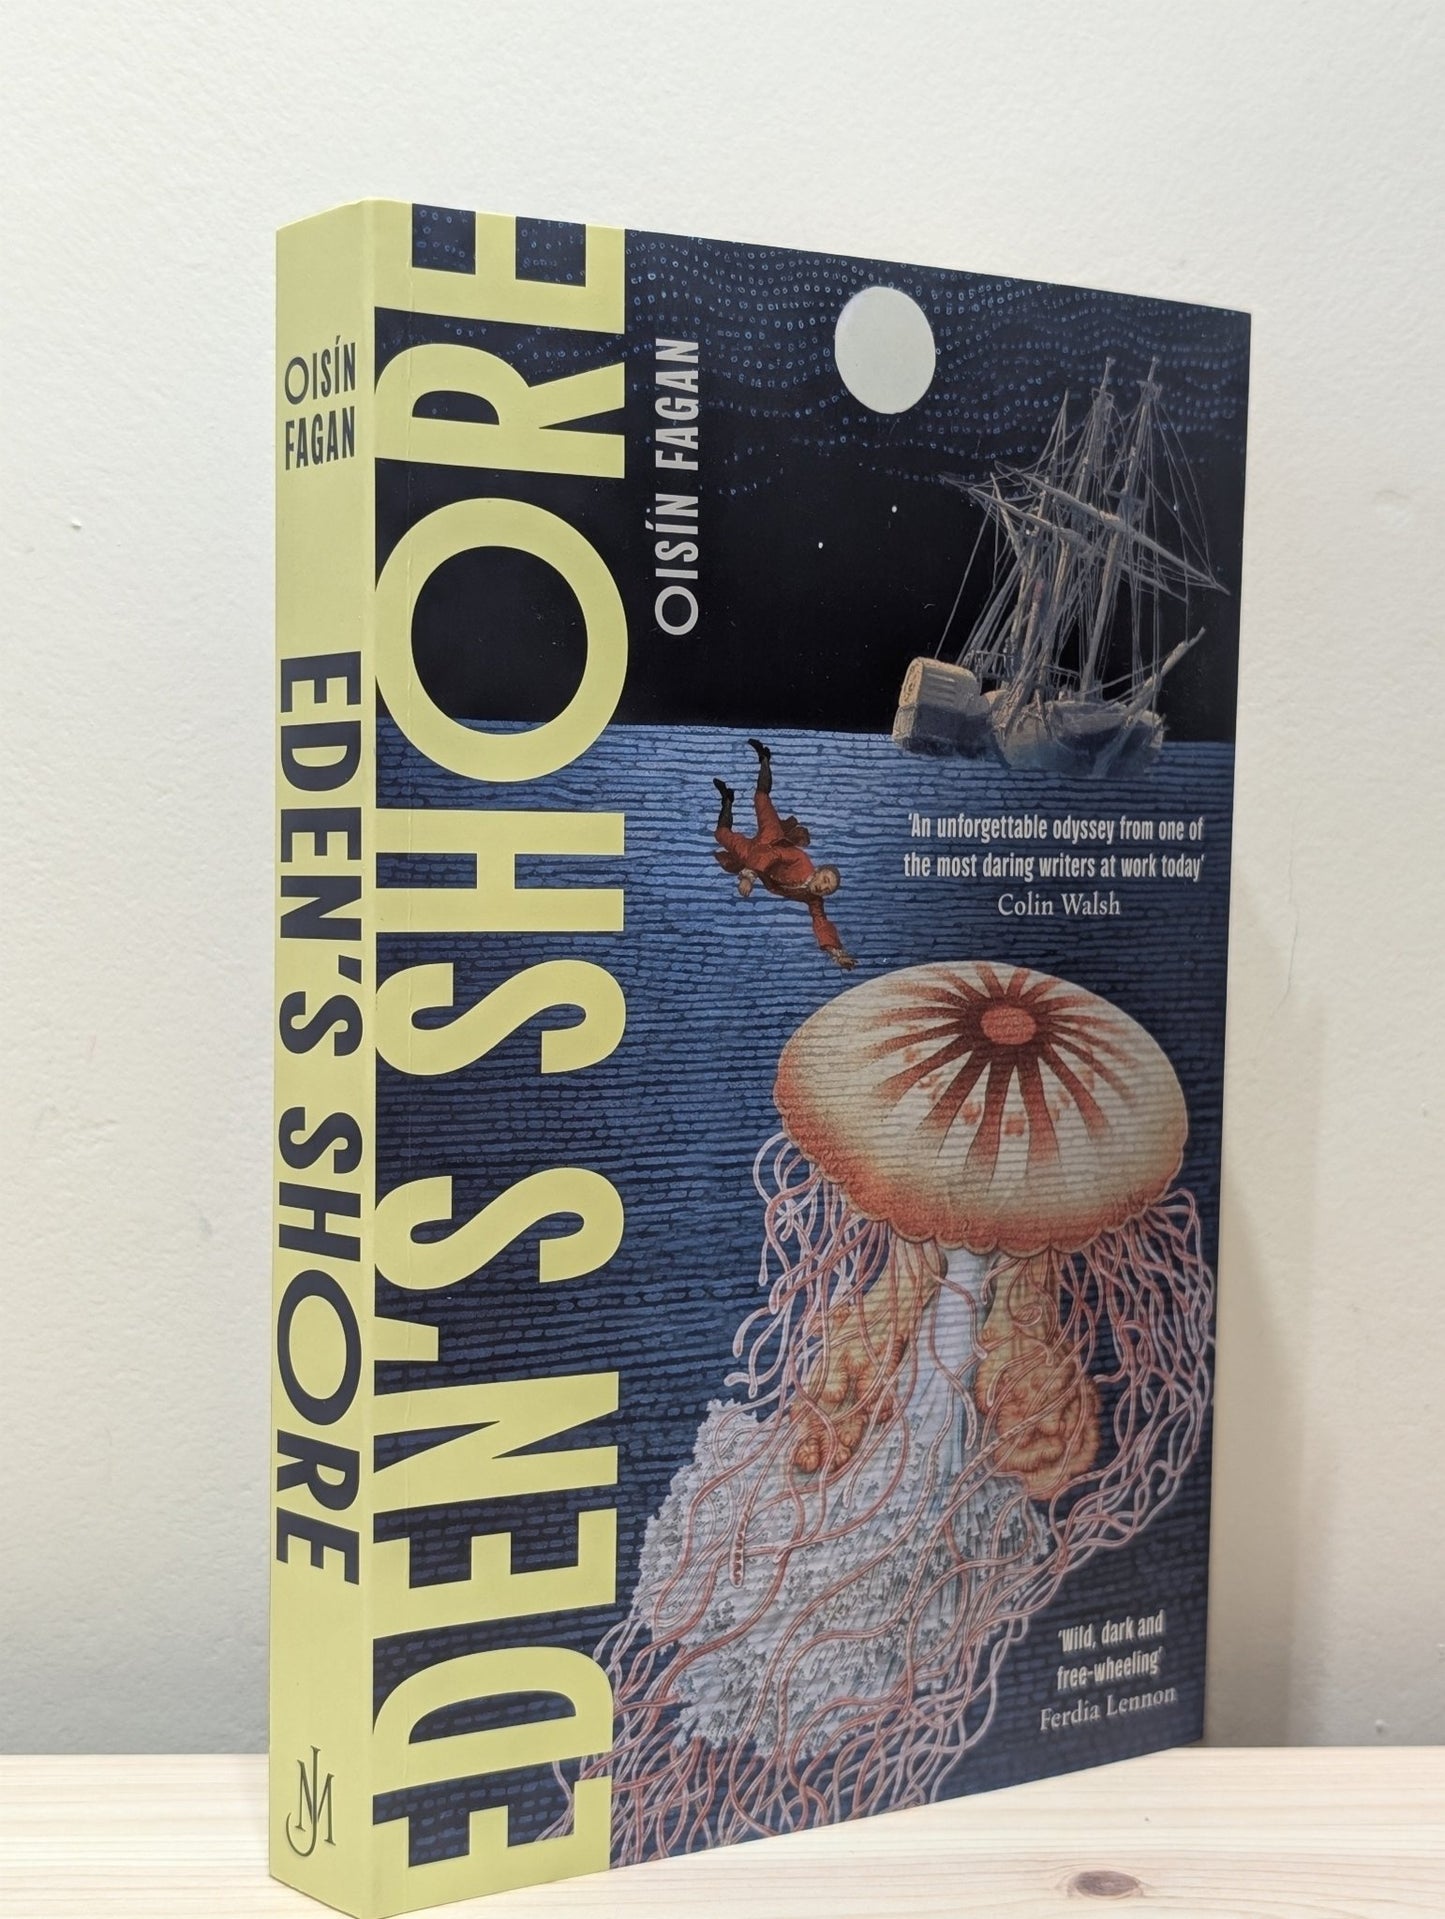 OISÍN
FAGAN
EDEN'S SHORE
JM
EDEN'S SHORE
OISÍN FAGAN
'An unforgettable odyssey from one of
the most daring writers at work today'
Colin Walsh
'Wild, dark and
free-wheeling'
Ferdia Lennon